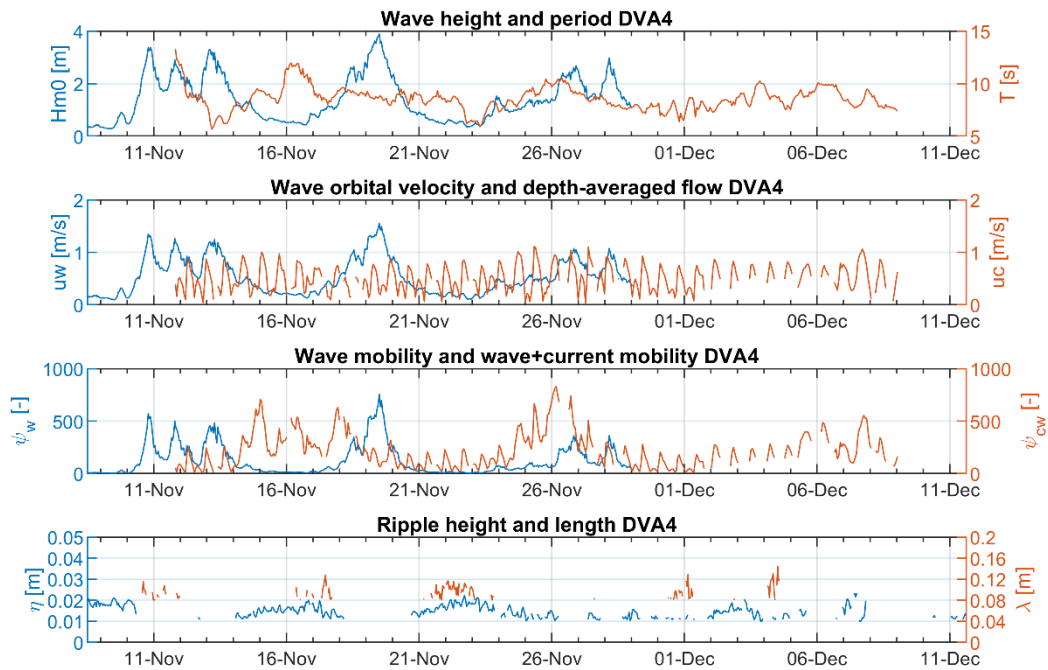 Wave height and period DVA4
4 15
Hm0 [m] 2 10 T [s]
0 5
11-Nov 16-Nov 21-Nov 26-Nov 01-Dec 06-Dec 11-Dec
Wave orbital velocity and depth-averaged flow DVA4
2 2
uw [m/s] 1 1 uc [m/s]
0 0
11-Nov 16-Nov 21-Nov 26-Nov 01-Dec 06-Dec 11-Dec
Wave mobility and wave+current mobility DVA4
1000 1000
ψw [-] 500 500 ψcw [-]
0 0
11-Nov 16-Nov 21-Nov 26-Nov 01-Dec 06-Dec 11-Dec
Ripple height and length DVA4
0.05 0.2
0.04 0.16
0.03 0.12
η [m] 0.02 0.08 λ [m]
0.01 0.04
0 0
11-Nov 16-Nov 21-Nov 26-Nov 01-Dec 06-Dec 11-Dec